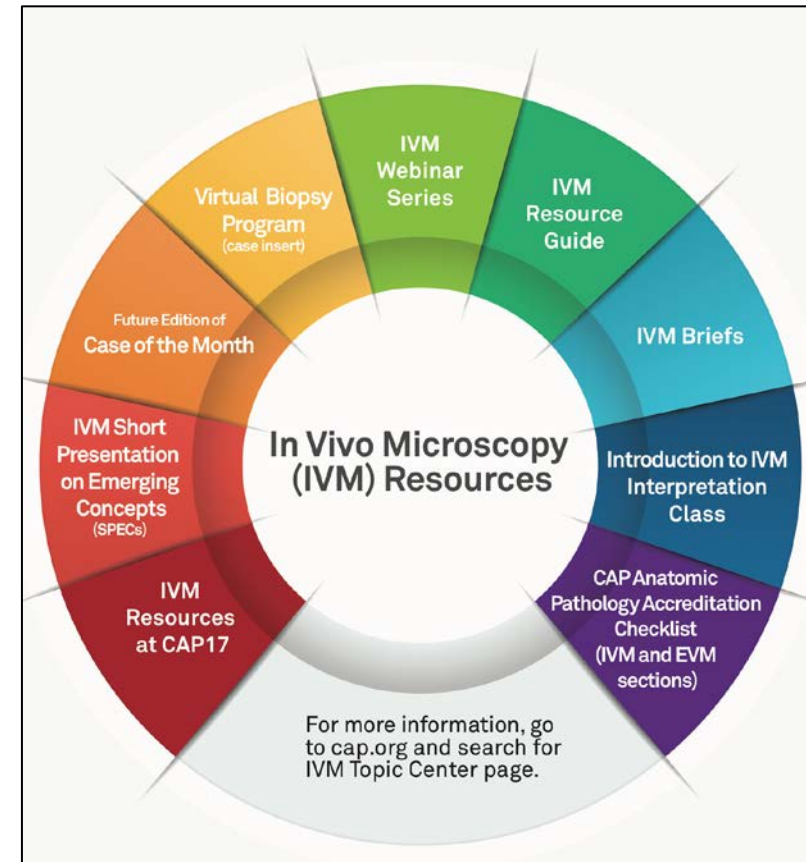 IVM
Webinar
Series
IVM
Resource
Guide
IVM Briefs
Introduction to IVM
Interpretation
Class
CAP Anatomic
Pathology Accreditation
Checklist
(IVM and EVM
sections)
For more information, go
to cap.org and search for
IVM Topic Center page.
IVM
Resources
at CAP17
IVM Short
Presentation
on Emerging
Concepts
(SPECs)
Future Edition of
Case of the Month
Virtual Biopsy
Program
(case insert)
In Vivo Microscopy
(IVM) Resources